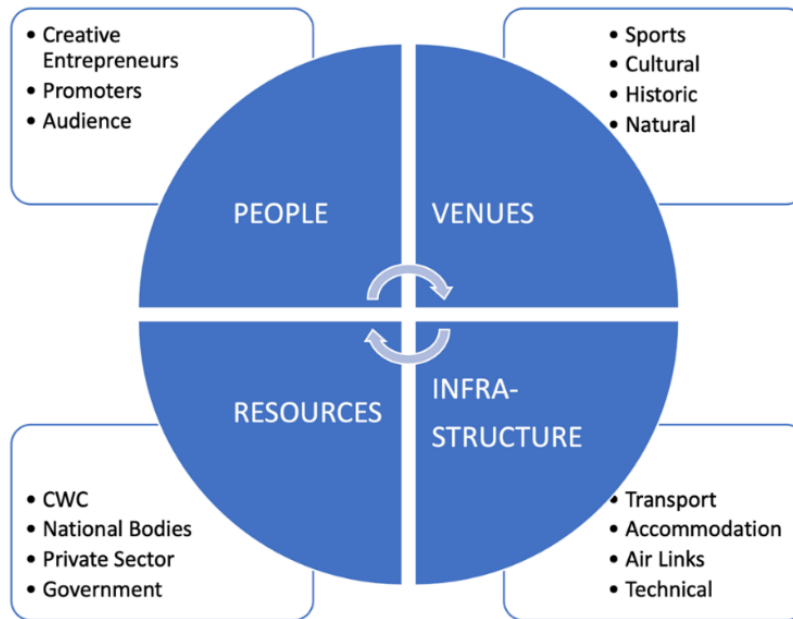 • Creative
Entrepreneurs
• Promoters
• Audience
• Sports
• Cultural
• Historic
• Natural
PEOPLE
VENUES
RESOURCES
INFRA-
STRUCTURE
• CWC
• National Bodies
• Private Sector
• Government
• Transport
• Accommodation
• Air Links
• Technical